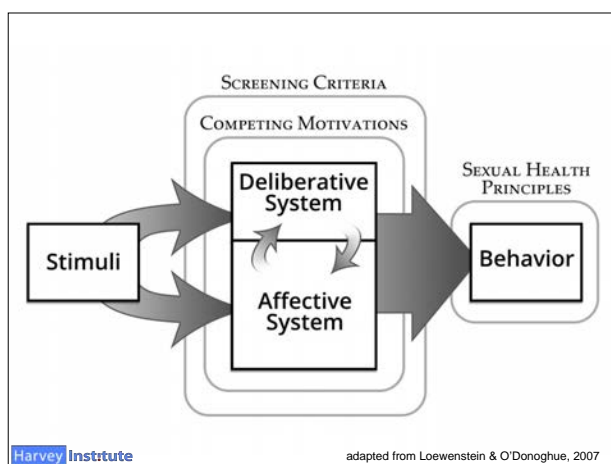 SCREENING CRITERIA
COMPETING MOTIVATIONS
SEXUAL HEALTH
PRINCIPLES
Stimuli
Deliberative
System
Affective
System
Behavior
Harvey Institute
adapted from Loewenstein & O'Donoghue, 2007